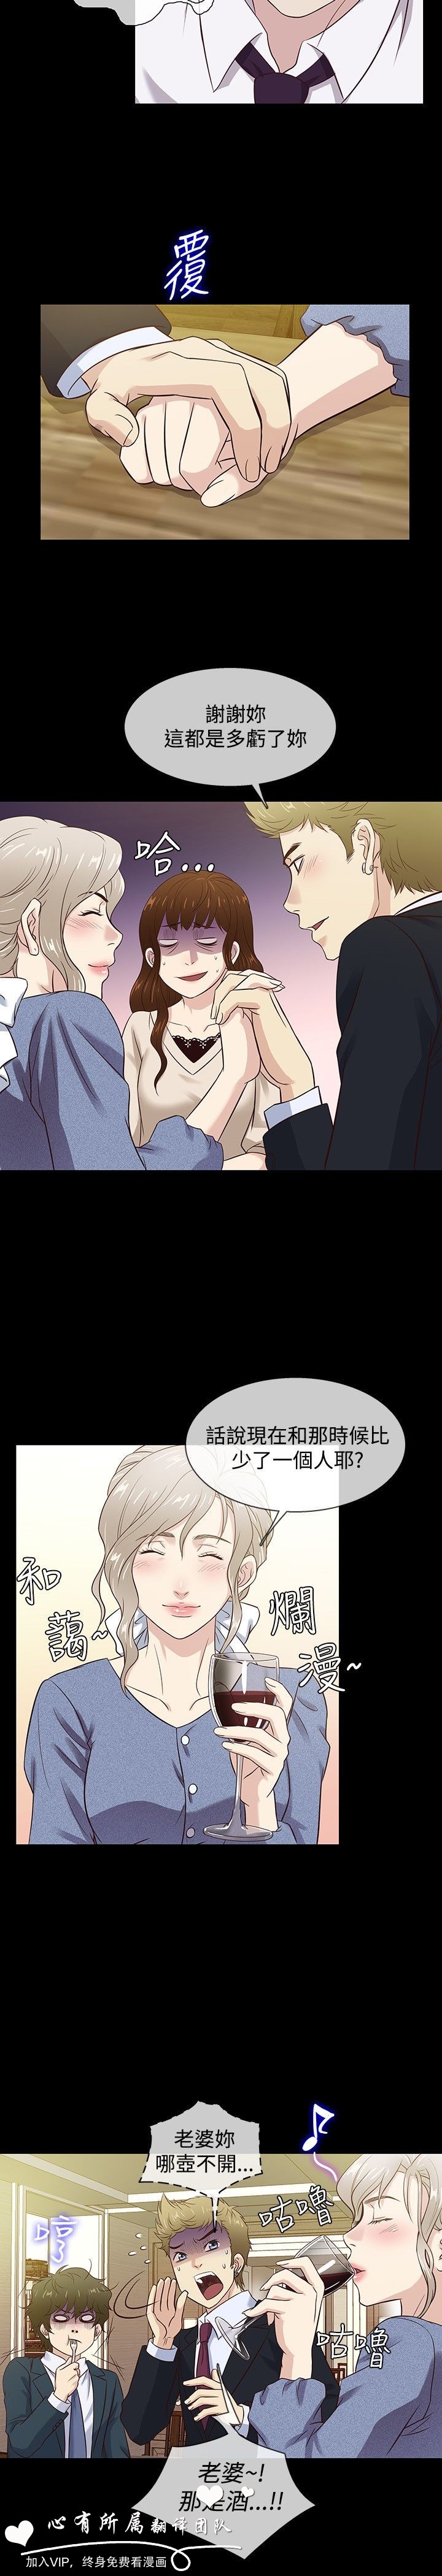 覆
謝謝妳
這都是多虧了妳
哈...
話說現在和那時候比
少了一個人耶?
和
藹~
爛
漫~
老婆妳
哪壺不開...
咕嚕
哼
了
咕嚕
老婆~!
那是酒...!!
心有所属翻译团队
加入VIP，终身免费看漫画